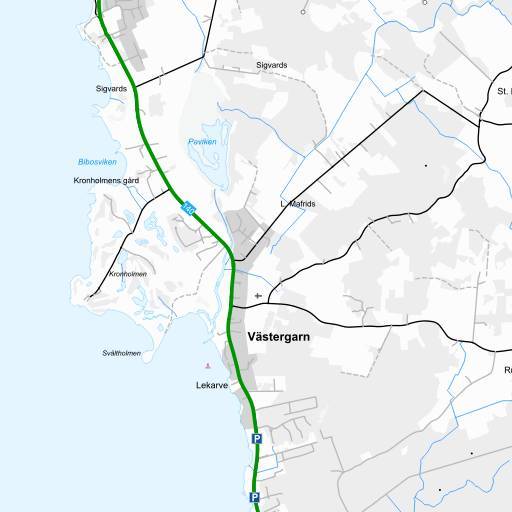 Sigvards
Sigvards
St.
Paviken
Bibosviken
Kronholmens gård
L. Mafrids
140
Kronholmen
Västergarn
Svältholmen
Lekarve
P
P